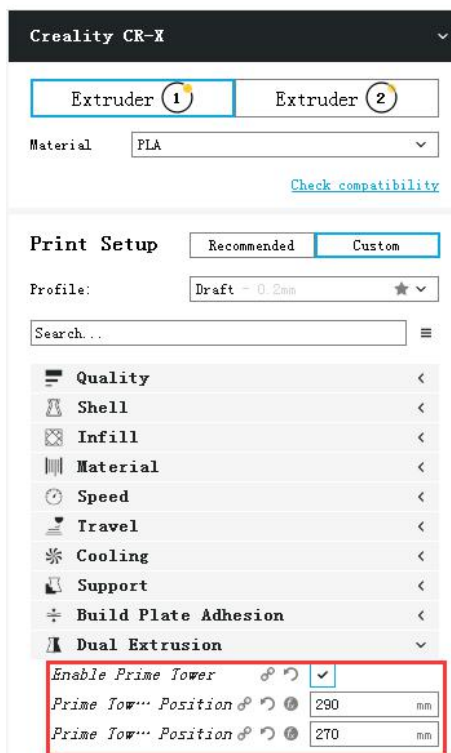 Creality CR-X
Extruder 1 Extruder 2
Material PLA
Check compatibility
Print Setup Recommended Custom
Profile: Draft - 0.2mm
Search...
Quality
Shell
Infill
Material
Speed
Travel
Cooling
Support
Build Plate Adhesion
Dual Extrusion
Enable Prime Tower
Prime Tow… Position 290 mm
Prime Tow… Position 270 mm